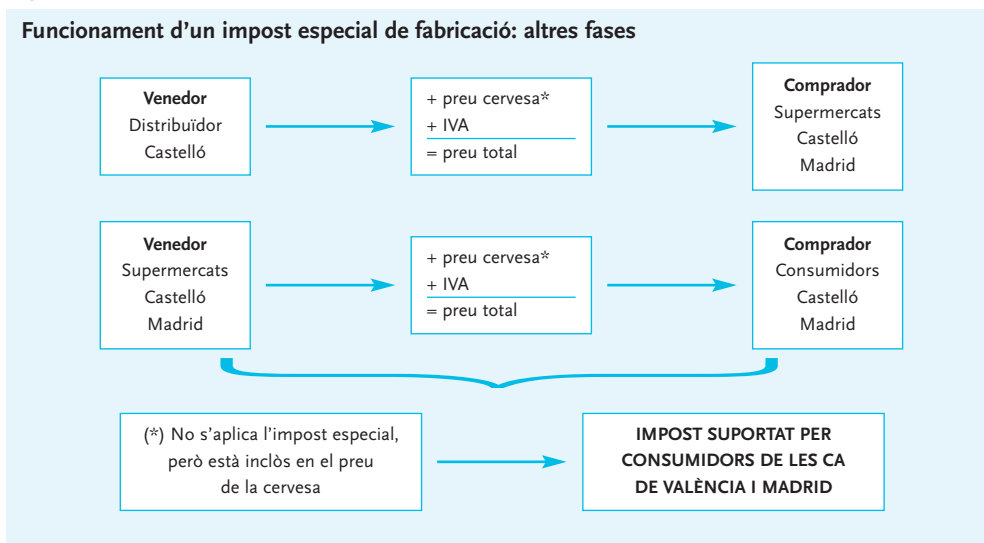 Funcionament d’un impost especial de fabricació: altres fases
Venedor
Distribuïdor
Castelló
+ preu cervesa*
+ IVA
= preu total
Comprador
Supermercats
Castelló
Madrid
Venedor
Supermercats
Castelló
Madrid
+ preu cervesa*
+ IVA
= preu total
Comprador
Consumidors
Castelló
Madrid
(*) No s’aplica l’impost especial,
però està inclòs en el preu
de la cervesa
IMPOST SUPORTAT PER
CONSUMIDORS DE LES CA
DE VALÈNCIA I MADRID